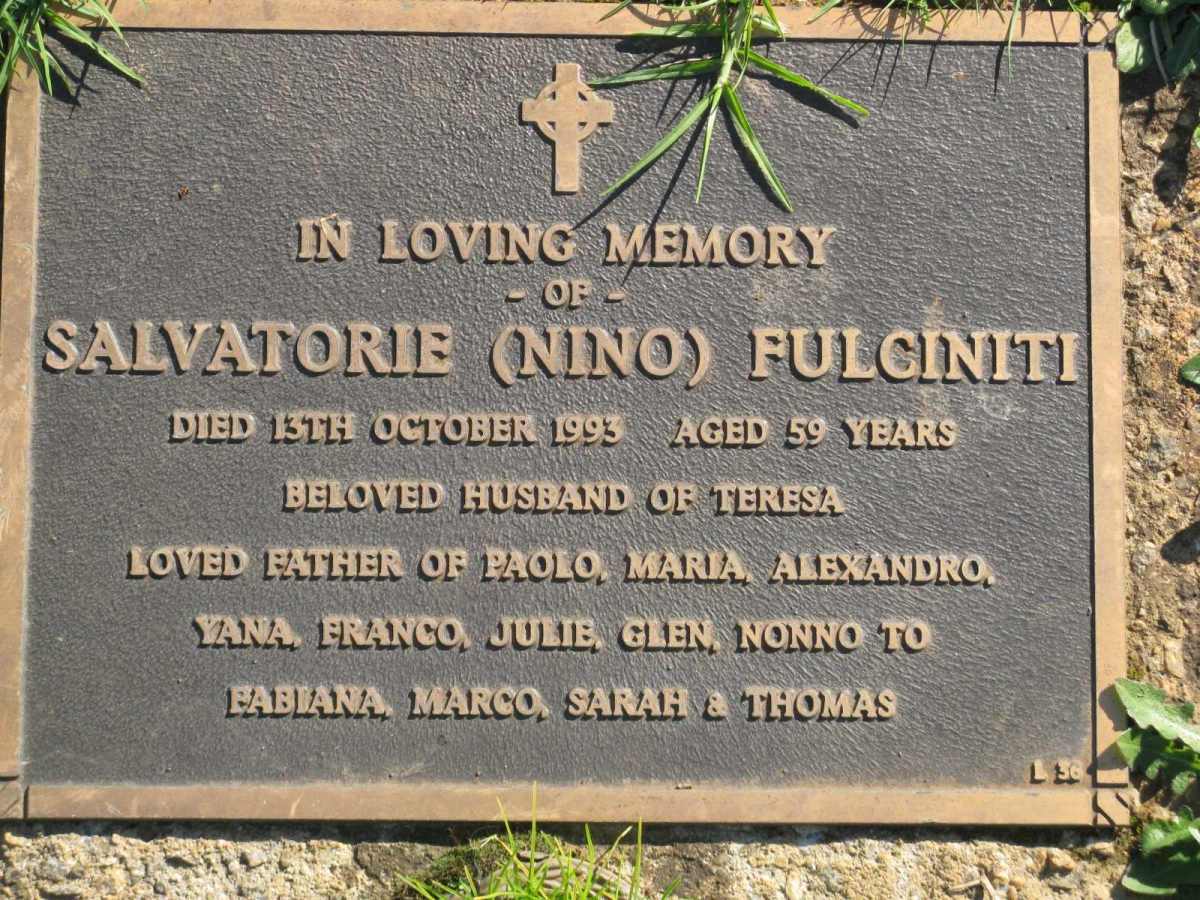 IN LOVING MEMORY
- OF -
SALVATORIE (NINO) FULGINITI
DIED 13TH OCTOBER 1993 AGED 59 YEARS
BELOVED HUSBAND OF TERESA
LOVED FATHER OF PAOLO, MARIA, ALEXANDRO,
YANA, FRANCO, JULIE, GLEN, NONNO TO
FABIANA, MARCO, SARAH & THOMAS
L 36